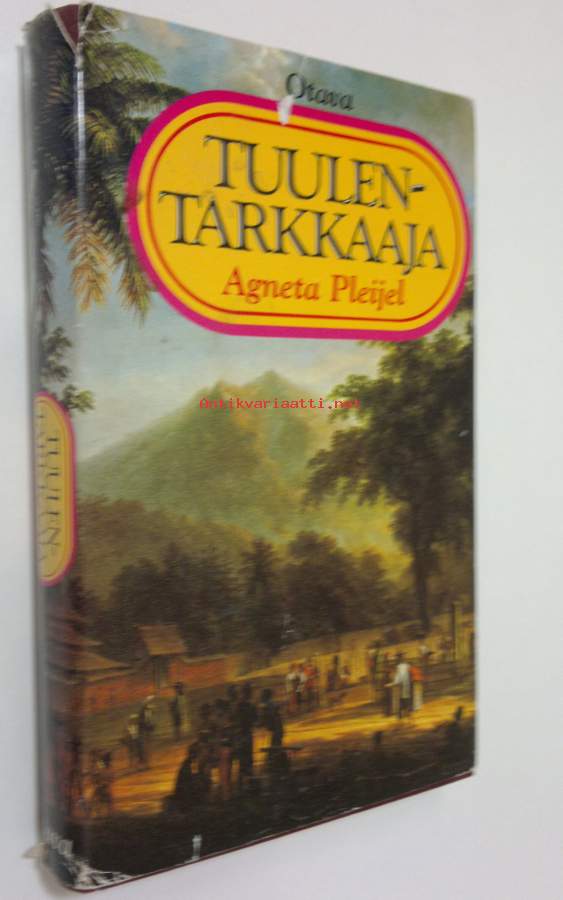 Otava
TUULEN-
TARKKAAJA
Agneta Pleijel
Antikvariaatti.net
TUULEN-